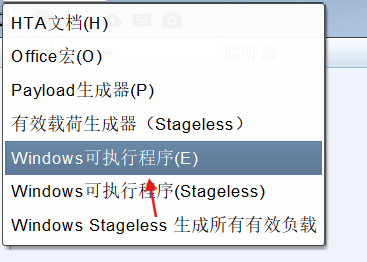 HTA文档(H)
监听器
Office宏(O)
Payload生成器(P)
有效载荷生成器（Stageless）
Windows可执行程序(E)
Windows可执行程序(Stageless)
Windows Stageless 生成所有有效负载